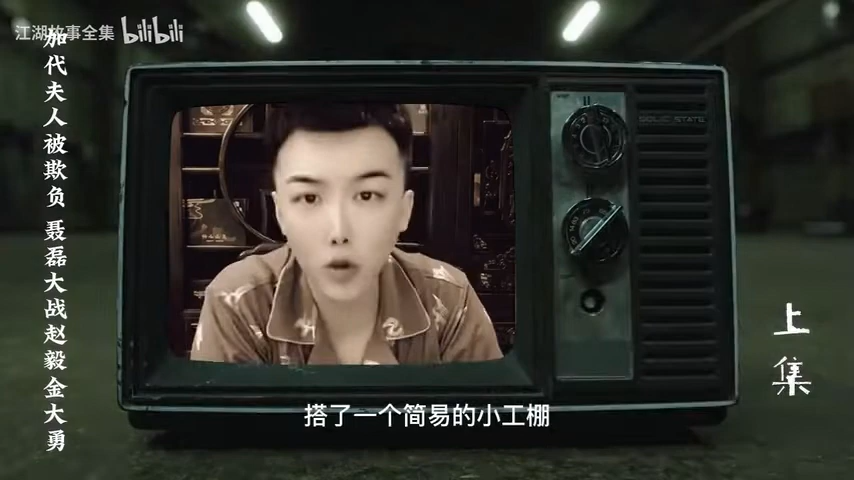 江湖故事全集 bilibili
加代夫人被欺负 聂磊大战赵毅金大勇
SOLID STATE
上集
搭了一个简易的小工棚